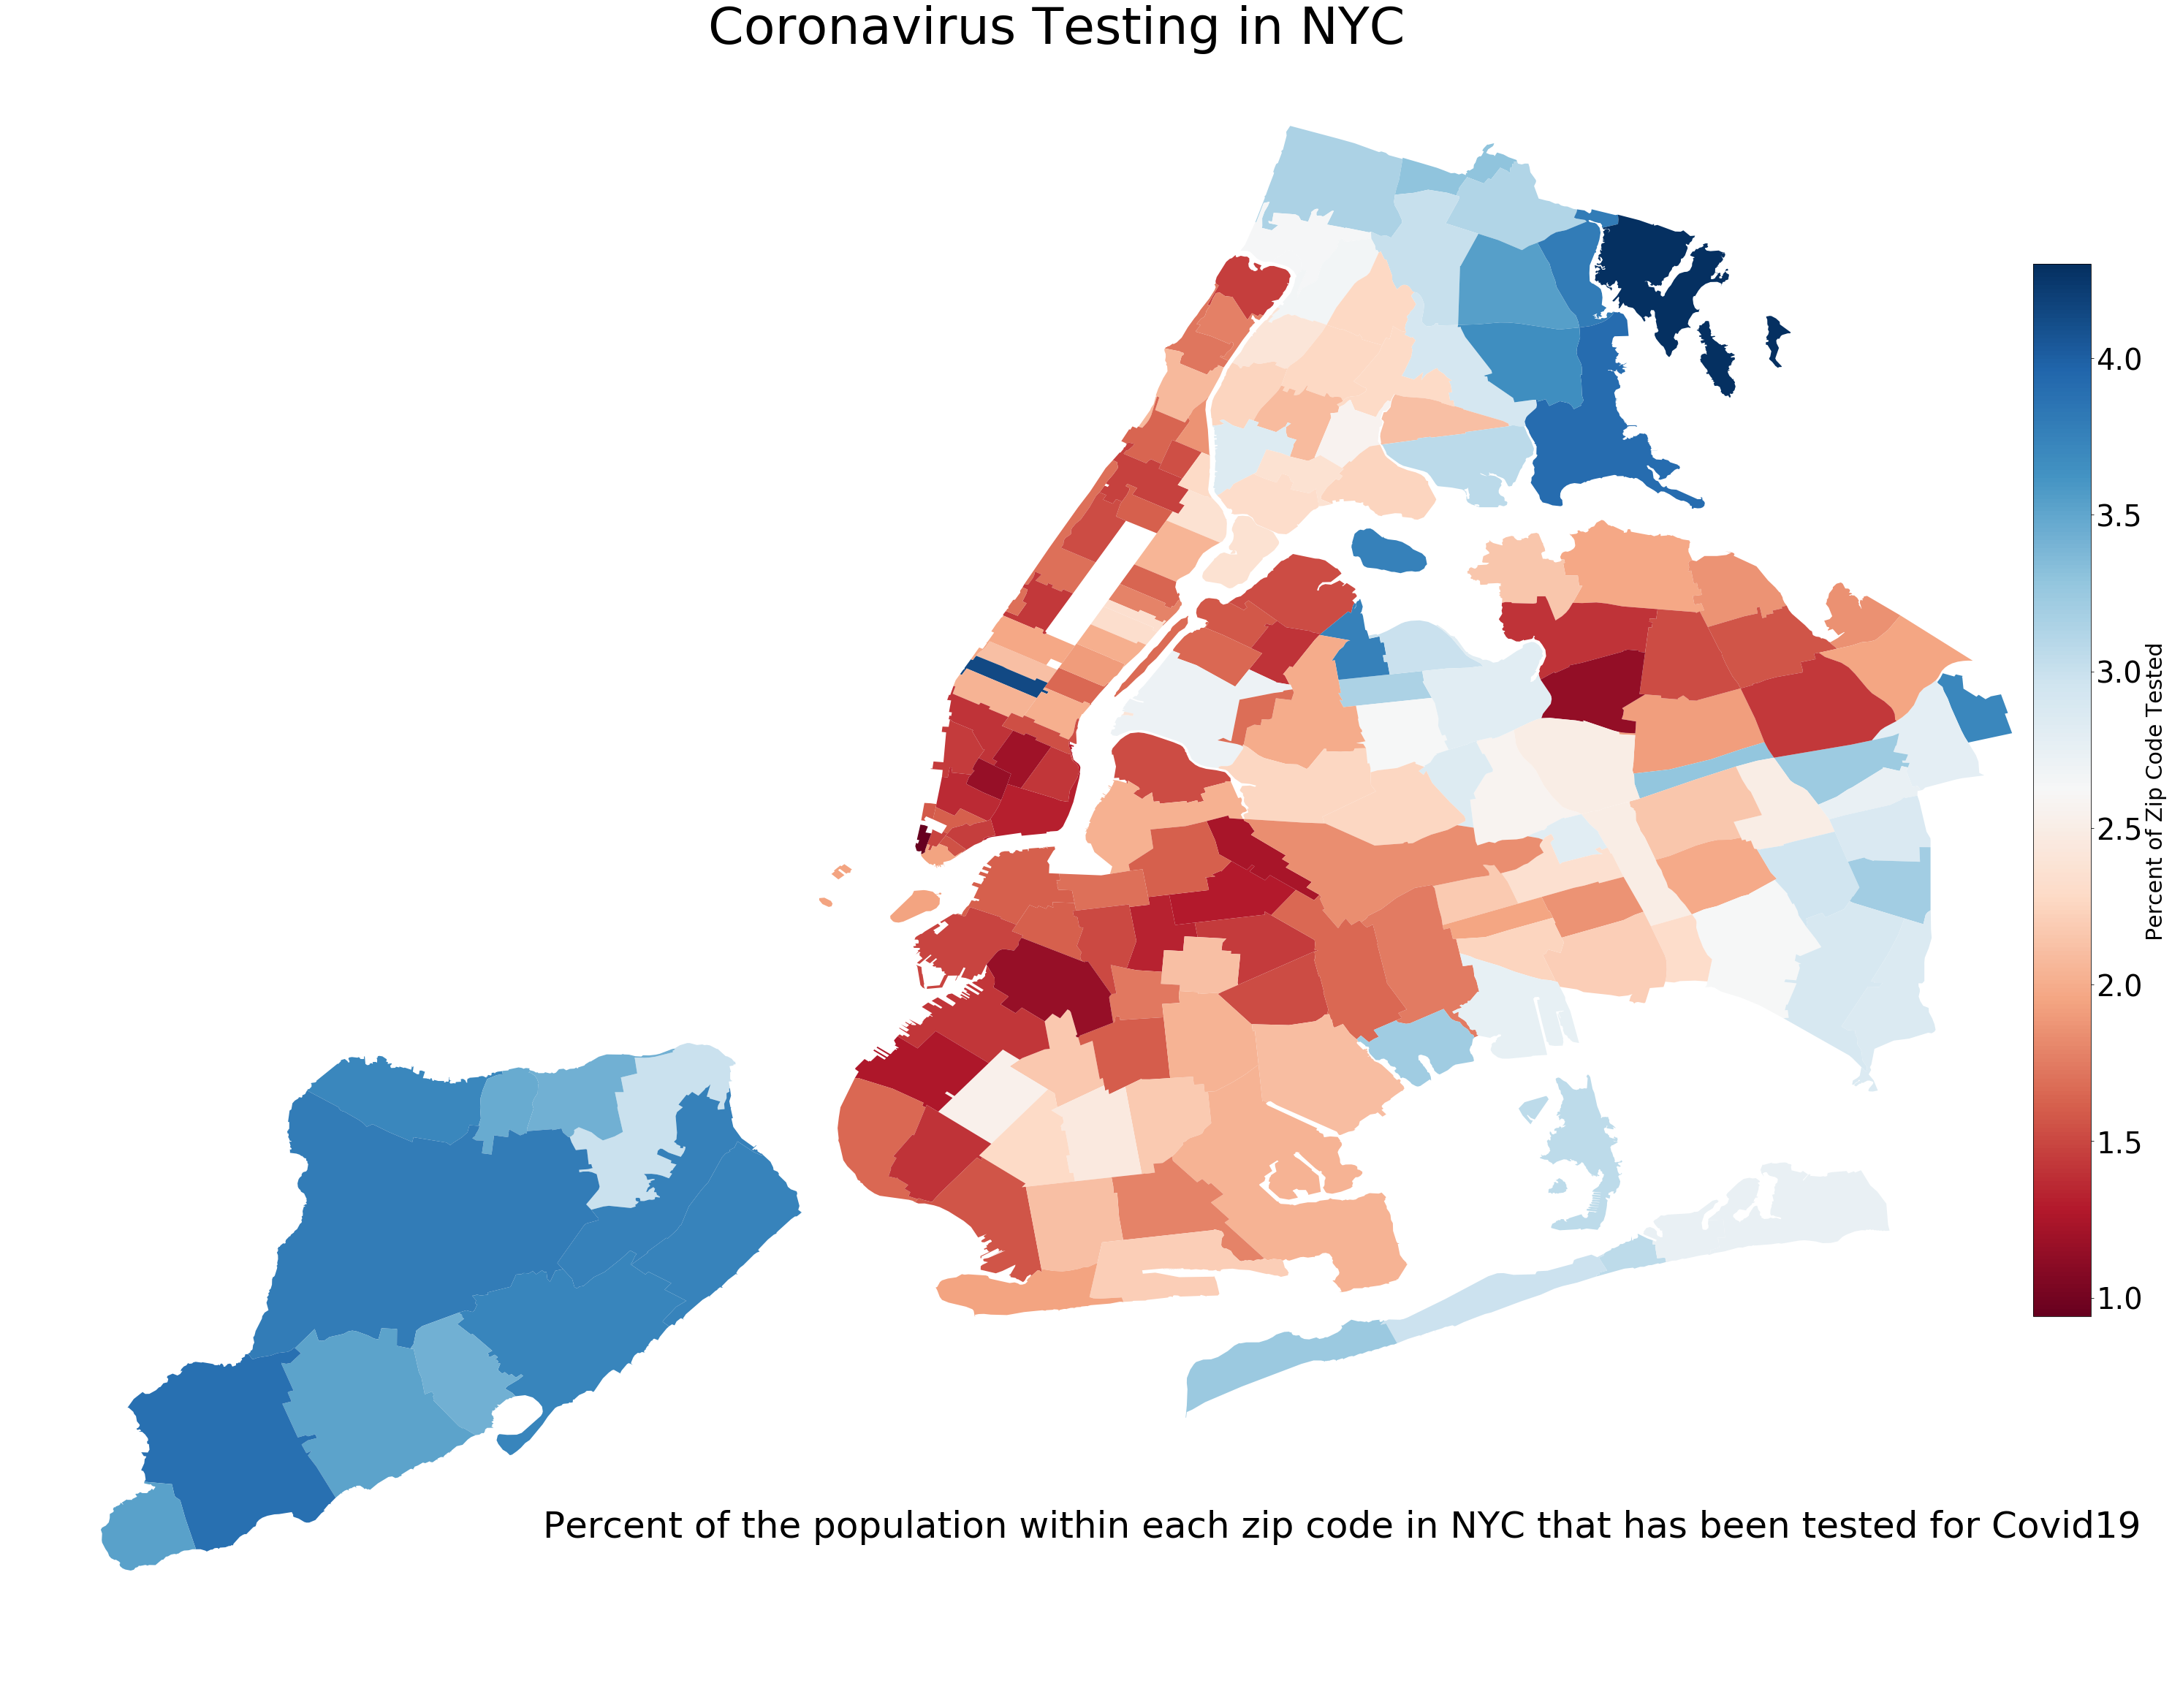 Coronavirus Testing in NYC
4.0
3.5
3.0
2.5
2.0
1.5
1.0
Percent of Zip Code Tested
Percent of the population within each zip code in NYC that has been tested for Covid19